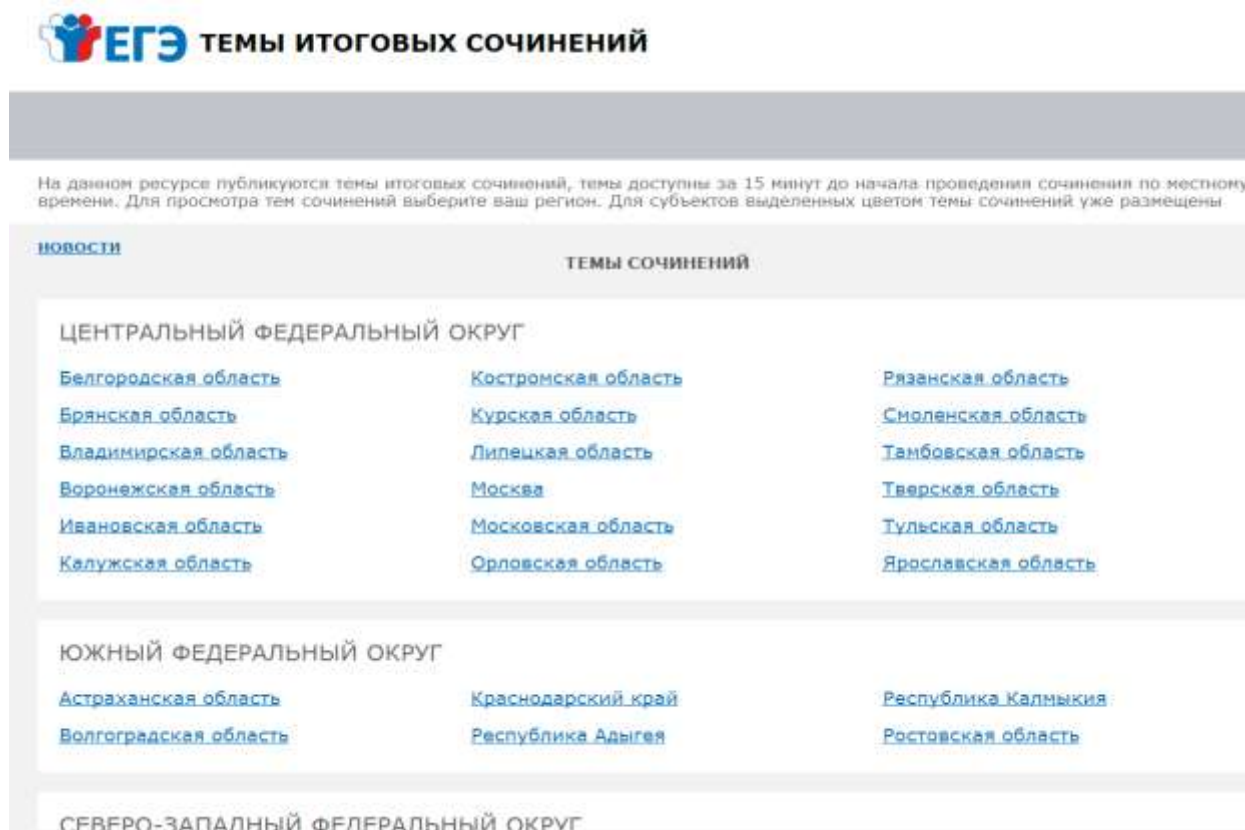 ЕГЭ ТЕМЫ ИТОГОВЫХ СОЧИНЕНИЙ
На данном ресурсе публикуются темы итоговых сочинений, темы доступны за 15 минут до начала проведения сочинения по местному
времени. Для просмотра тем сочинений выберите ваш регион. Для субъектов выделенных цветом темы сочинений уже размещены
НОВОСТИ
ТЕМЫ СОЧИНЕНИЙ
ЦЕНТРАЛЬНЫЙ ФЕДЕРАЛЬНЫЙ ОКРУГ
Белгородская область Костромская область Рязанская область
Брянская область Курская область Смоленская область
Владимирская область Липецкая область Тамбовская область
Воронежская область Москва Тверская область
Ивановская область Московская область Тульская область
Калужская область Орловская область Ярославская область
ЮЖНЫЙ ФЕДЕРАЛЬНЫЙ ОКРУГ
Астраханская область Краснодарский край Республика Калмыкия
Волгоградская область Республика Адыгея Ростовская область
СЕВЕРО-ЗАПАДНЫЙ ФЕДЕРАЛЬНЫЙ ОКРУГ